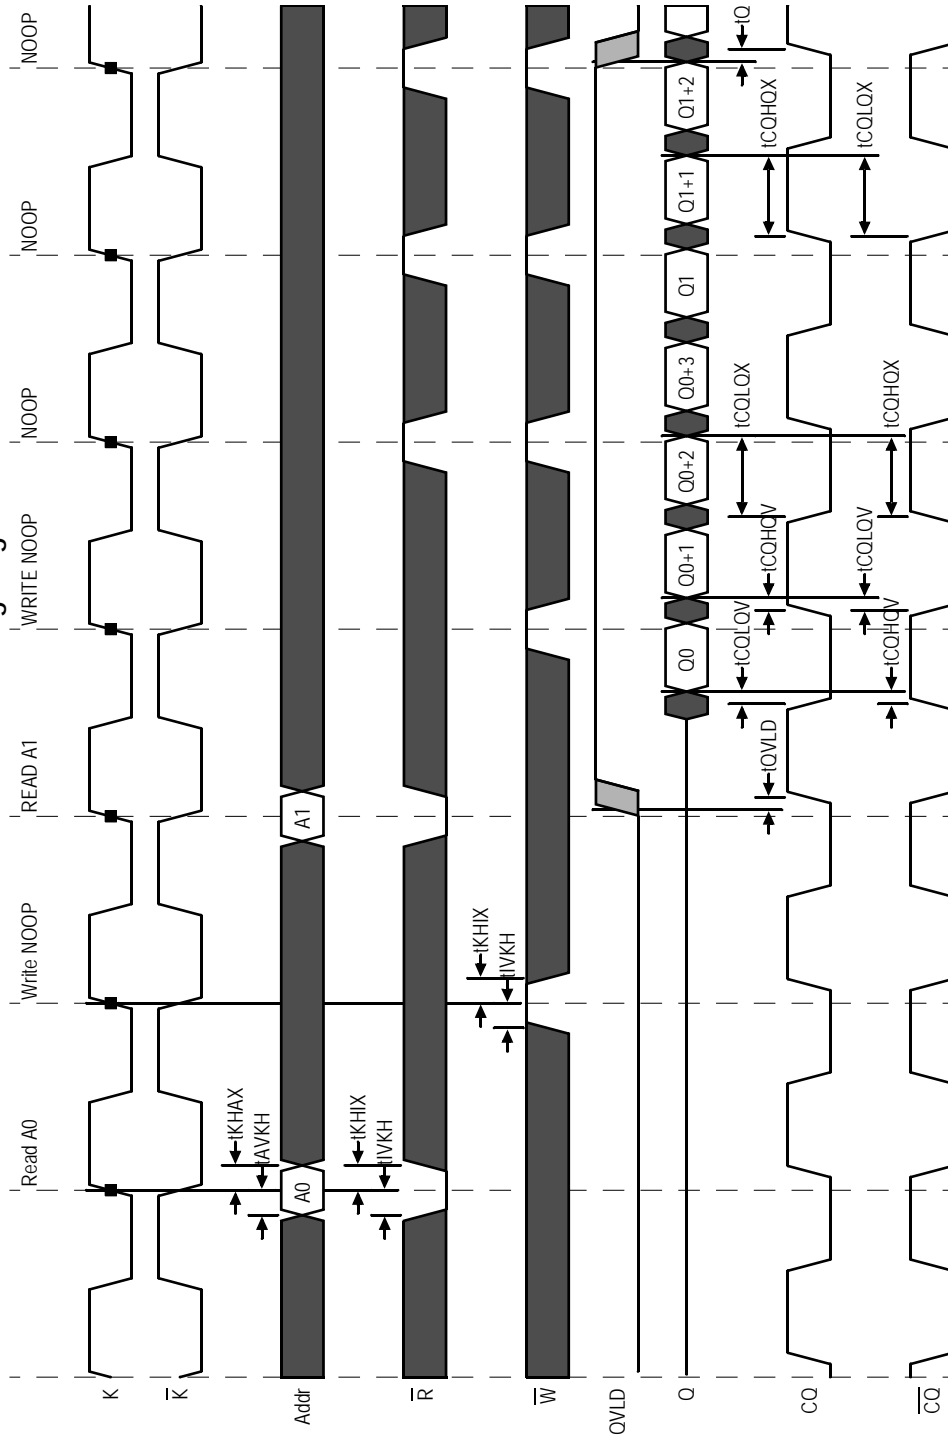 Read A0
Write NOOP
READ A1
WRITE NOOP
NOOP
NOOP
NOOP
K
K
tKHAX
tAVKH
Addr
A0
A1
tKHIX
tIVKH
R
tKHIX
tIVKH
W
QVLD
Q
Q0
Q0+1
Q0+2
Q0+3
Q1
Q1+1
Q1+2
tCQLQV
tCQLQX
tQ
tQVLD
tCQHQV
tCQHQX
CQ
tCQLQV
tCQLQX
tCQHQV
tCQHQX
CQ